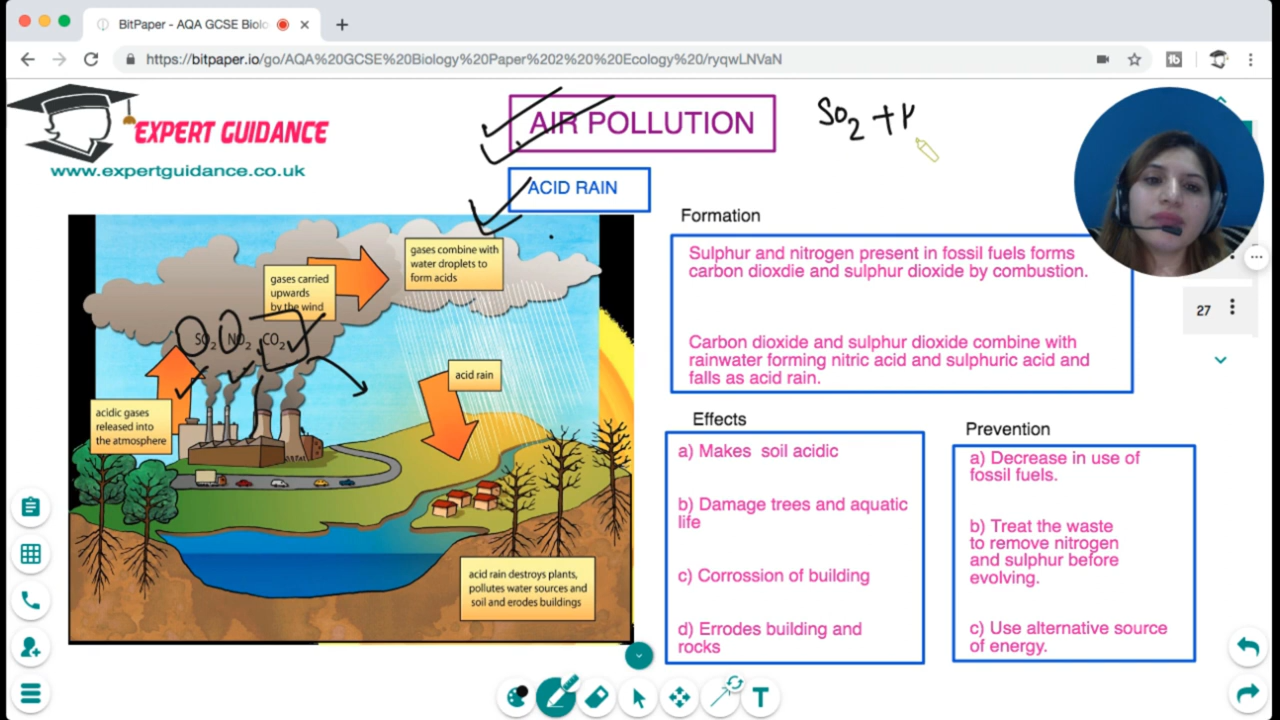 BitPaper - AQA GCSE Biolo
https://bitpaper.io/go/AQA%20GCSE%20Biology%20Paper%202%20%20Ecology%20/ryqwLNVaN
EXPERT GUIDANCE
www.expertguidance.co.uk
AIR POLLUTION
SO2 +
ACID RAIN
gases combine with
water droplets to
form acids
gases carried
upwards
by the wind
SO2 NO2 CO2
acid rain
acidic gases
released into
the atmosphere
acid rain destroys plants,
pollutes water sources and
soil and erodes buildings
Formation
Sulphur and nitrogen present in fossil fuels forms
carbon dioxdie and sulphur dioxide by combustion.
Carbon dioxide and sulphur dioxide combine with
rainwater forming nitric acid and sulphuric acid and
falls as acid rain.
27
Effects
a) Makes soil acidic
b) Damage trees and aquatic
life
c) Corrossion of building
d) Errodes building and
rocks
Prevention
a) Decrease in use of
fossil fuels.
b) Treat the waste
to remove nitrogen
and sulphur before
evolving.
c) Use alternative source
of energy.
T